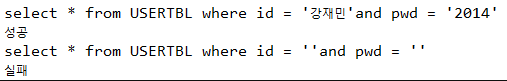 select * from USERTBL where id = '강재민'and pwd = '2014'
성공
select * from USERTBL where id = ''and pwd = ''
실패